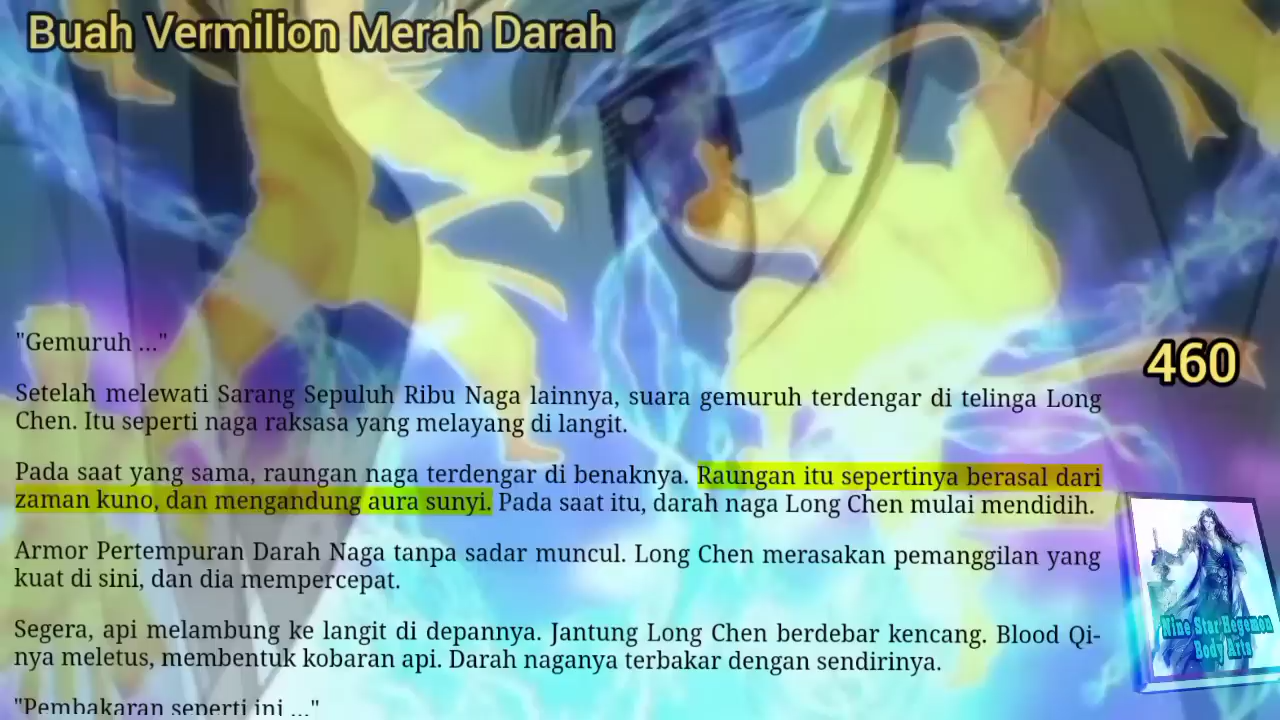 Buah Vermilion Merah Darah
"Gemuruh ..."
460
Setelah melewati Sarang Sepuluh Ribu Naga lainnya, suara gemuruh terdengar di telinga Long
Chen. Itu seperti naga raksasa yang melayang di langit.
Pada saat yang sama, raungan naga terdengar di benaknya. Raungan itu sepertinya berasal dari
zaman kuno, dan mengandung aura sunyi. Pada saat itu, darah naga Long Chen mulai mendidih.
Armor Pertempuran Darah Naga tanpa sadar muncul. Long Chen merasakan pemanggilan yang
kuat di sini, dan dia mempercepat.
Segera, api melambung ke langit di depannya. Jantung Long Chen berdebar kencang. Blood Qi-
nya meletus, membentuk kobaran api. Darah naganya terbakar dengan sendirinya.
"Pembakaran seperti ini ..."
Nine Star Hegemon
Body Arts